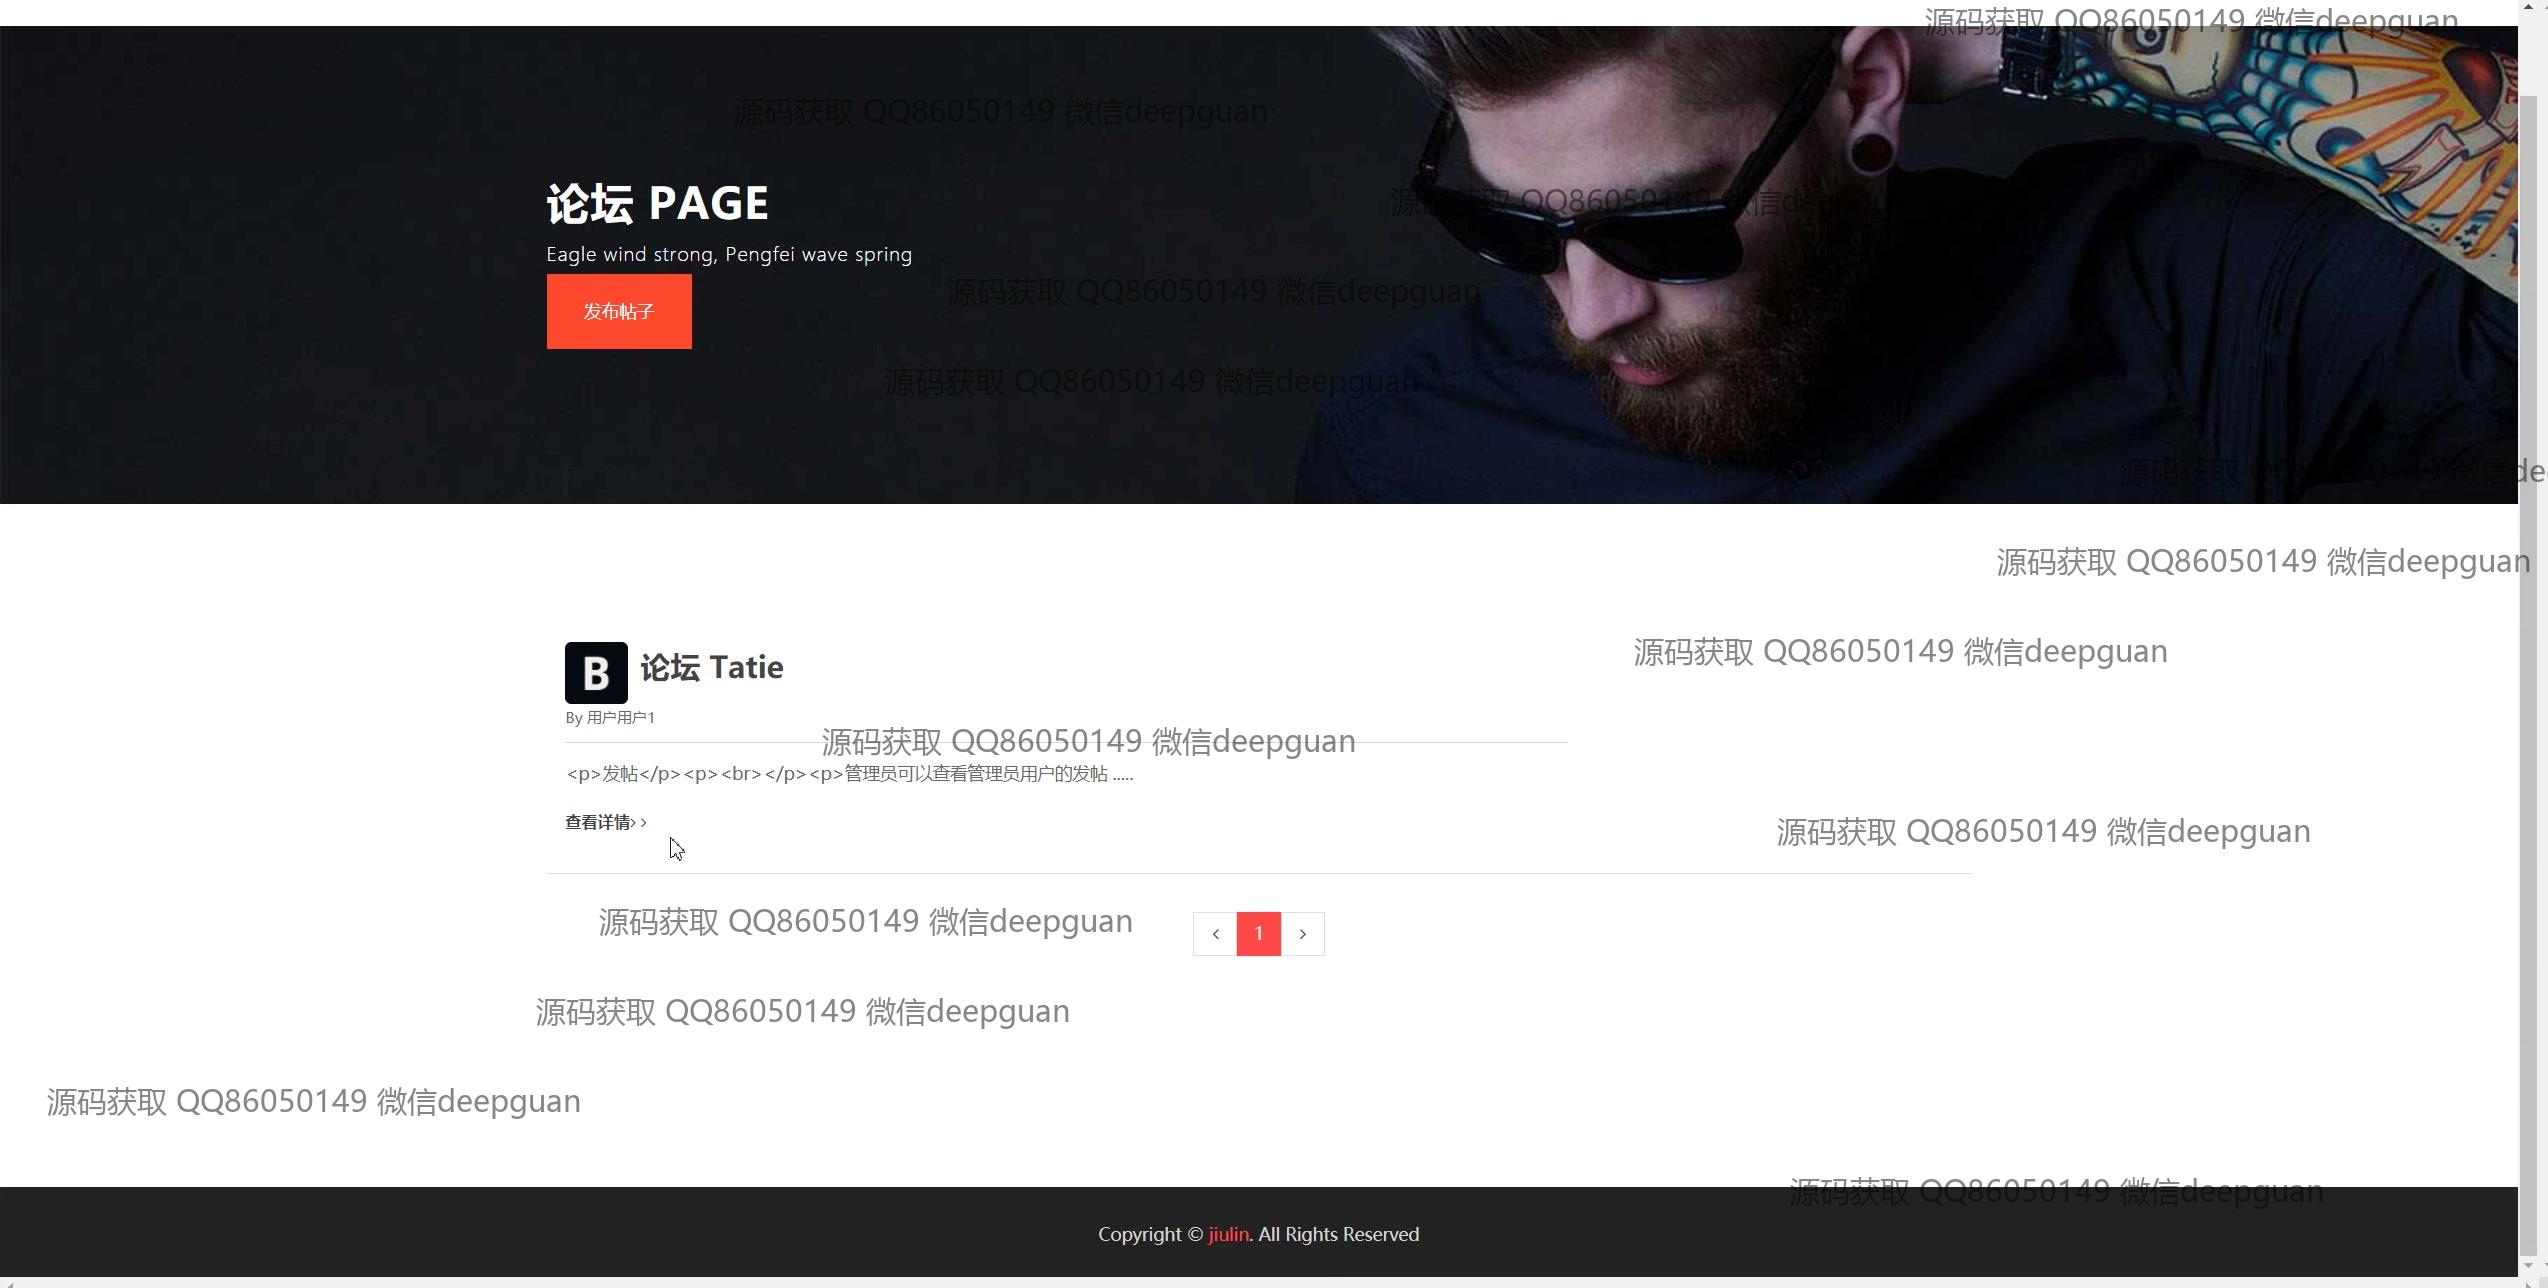 源码获取 QQ86050149 微信deepguan
源码获取 QQ86050149 微信deepguan
论坛 PAGE
源码获取 QQ86050149 微信deepguan
Eagle wind strong, Pengfei wave spring
源码获取 QQ86050149 微信deepguan
发布帖子
源码获取 QQ86050149 微信deepguan
源码获取 QQ86050149 微信de
源码获取 QQ86050149 微信deepguan
源码获取 QQ86050149 微信deepguan
B 论坛 Tatie
By 用户用户1
源码获取 QQ86050149 微信deepguan
<p>发帖</p><p><br></p><p>管理员可以查看管理员用户的发帖 .....
查看详情>>
源码获取 QQ86050149 微信deepguan
源码获取 QQ86050149 微信deepguan
< 1 >
源码获取 QQ86050149 微信deepguan
源码获取 QQ86050149 微信deepguan
源码获取 QQ86050149 微信deepguan
Copyright © jiulin. All Rights Reserved